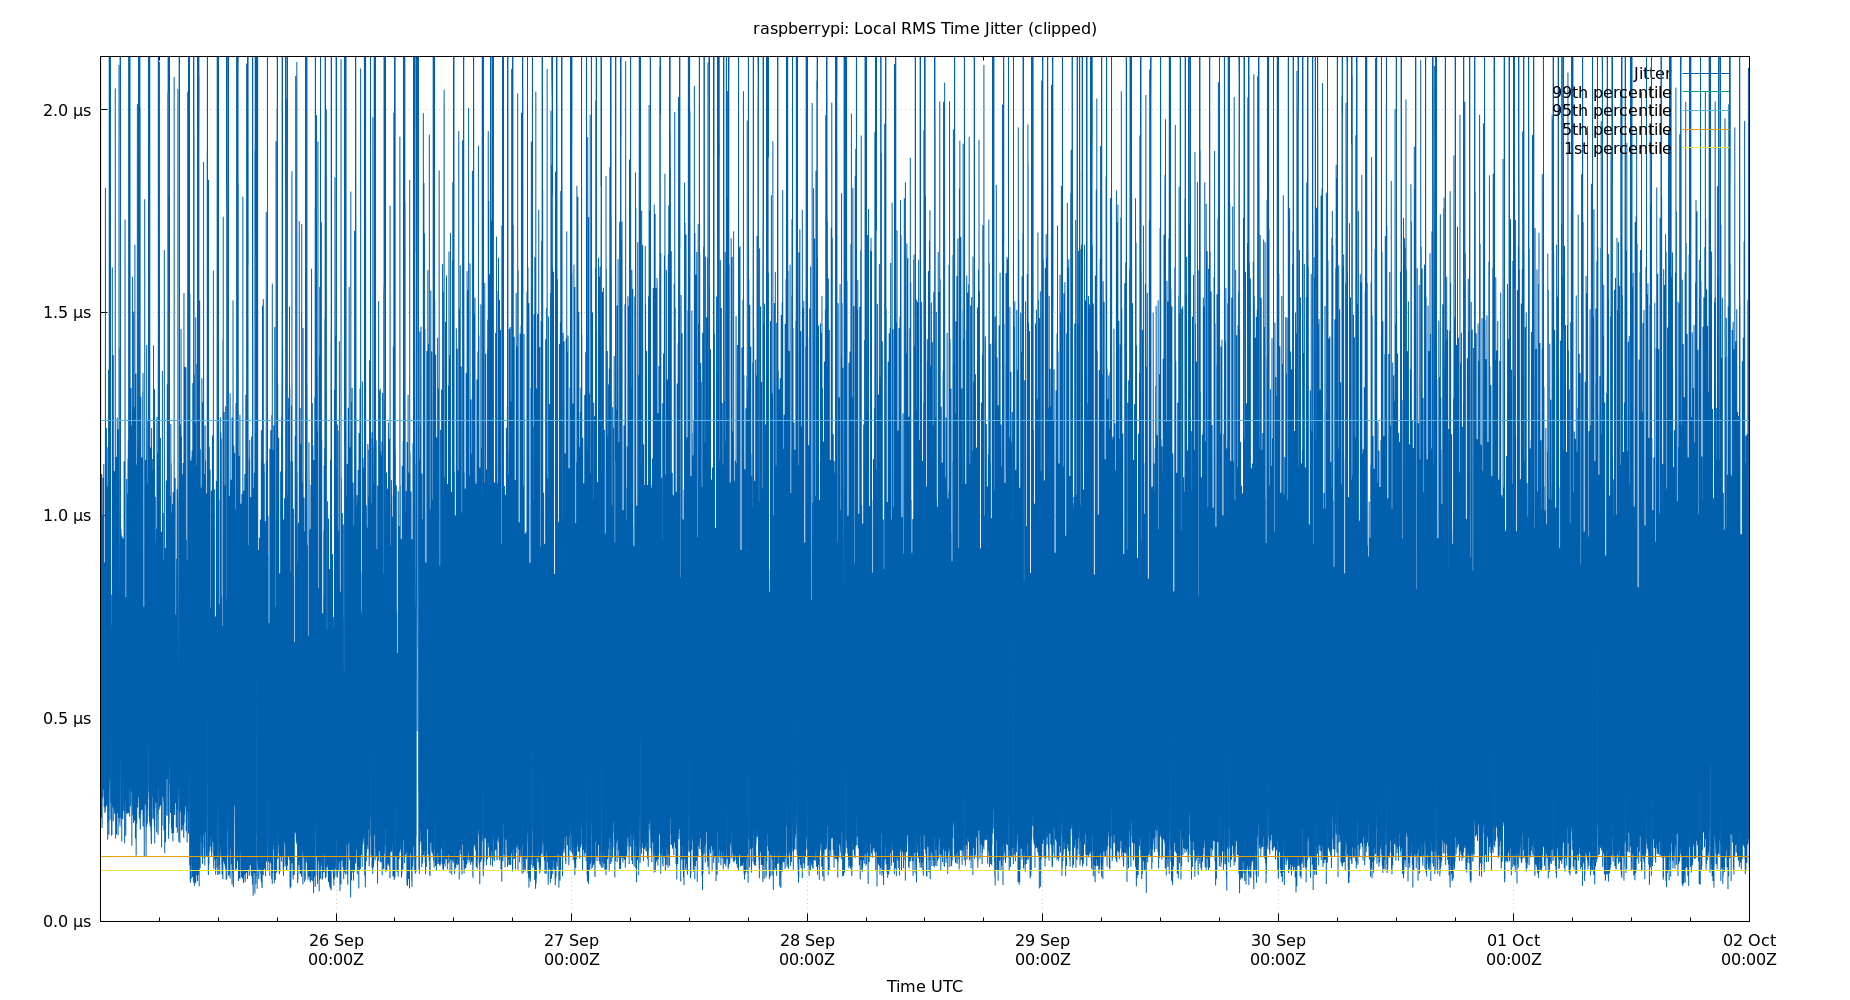 raspberrypi: Local RMS Time Jitter (clipped)
Jitter
99th percentile
95th percentile
5th percentile
1st percentile
2.0 µs
1.5 µs
1.0 µs
0.5 µs
0.0 µs
26 Sep 27 Sep 28 Sep 29 Sep 30 Sep 01 Oct 02 Oct
00:00Z 00:00Z 00:00Z 00:00Z 00:00Z 00:00Z 00:00Z
Time UTC